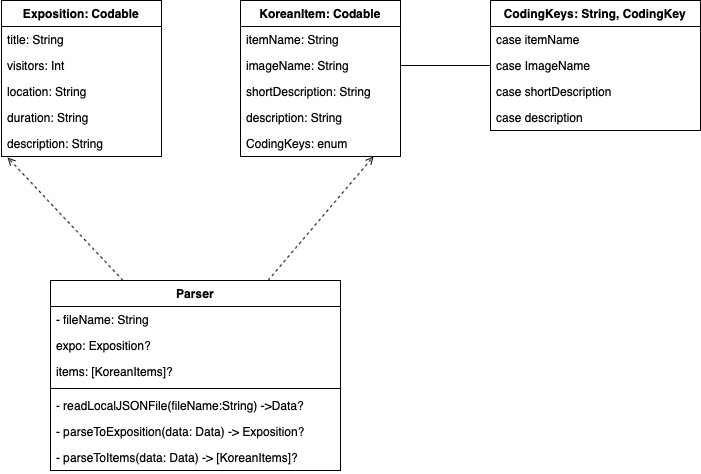 Exposition: Codable
title: String
visitors: Int
location: String
duration: String
description: String
KoreanItem: Codable
itemName: String
imageName: String
shortDescription: String
description: String
CodingKeys: enum
CodingKeys: String, CodingKey
case itemName
case ImageName
case shortDescription
case description
Parser
- fileName: String
expo: Exposition?
items: [KoreanItems]?
- readLocalJSONFile(fileName:String) ->Data?
- parseToExposition(data: Data) -> Exposition?
- parseToItems(data: Data) -> [KoreanItems]?